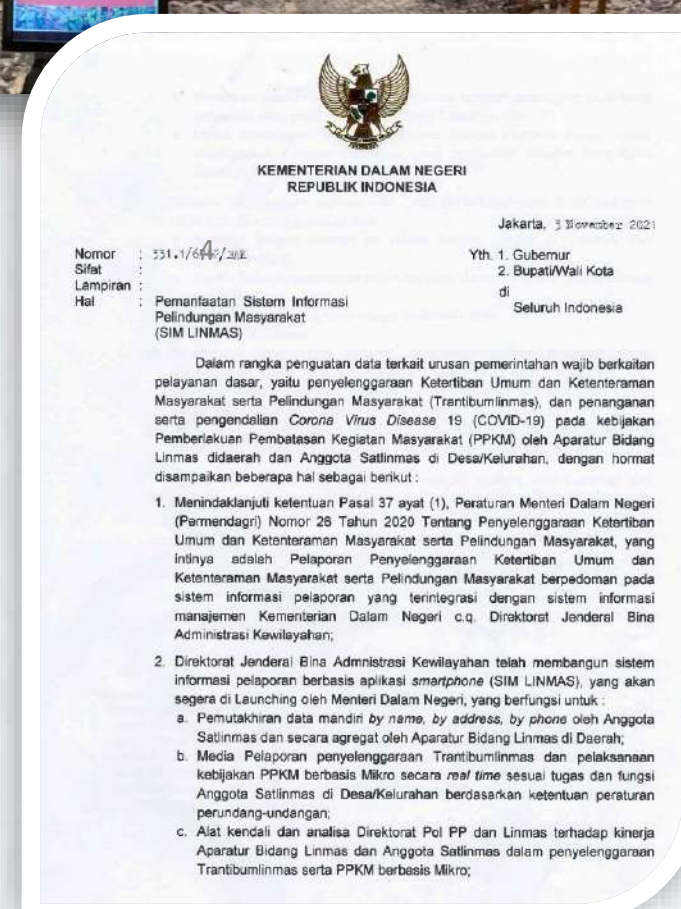 KEMENTERIAN DALAM NEGERI
REPUBLIK INDONESIA
Jakarta, 3 November 2021
Nomor :
Sifat :
Lampiran :
Hal : Pemanfaatan Sistem Informasi
Pelindungan Masyarakat
(SIM LINMAS)
Yth. 1. Gubernur
2. Bupati/Wali Kota
di
Seluruh Indonesia
Dalam rangka penguatan data terkait urusan pemerintahan wajib berkaitan
pelayanan dasar, yaitu penyelenggaraan Ketertiban Umum dan Ketenteraman
Masyarakat serta Pelindungan Masyarakat (Trantibumlinmas), dan penanganan
serta pengendalian Corona Virus Disease 19 (COVID-19) pada kebijakan
Pemberlakuan Pembatasan Kegiatan Masyarakat (PPKM) oleh Aparatur Bidang
Linmas didaerah dan Anggota Satlinmas di Desa/Kelurahan, dengan hormat
disampaikan beberapa hal sebagai berikut :
1. Menindaklanjuti ketentuan Pasal 37 ayat (1), Peraturan Menteri Dalam Negeri
(Permendagri) Nomor 26 Tahun 2020 Tentang Penyelenggaraan Ketertiban
Umum dan Ketenteraman Masyarakat serta Pelindungan Masyarakat, yang
intinya adalah Pelaporan Penyelenggaraan Ketertiban Umum dan
Ketenteraman Masyarakat serta Pelindungan Masyarakat berpedoman pada
sistem informasi pelaporan yang terintegrasi dengan sistem informasi
manajemen Kementerian Dalam Negeri c.q. Direktorat Jenderal Bina
Administrasi Kewilayahan;
2. Direktorat Jenderal Bina Admnistrasi Kewilayahan telah membangun sistem
informasi pelaporan berbasis aplikasi smartphone (SIM LINMAS), yang akan
segera di Launching oleh Menteri Dalam Negeri, yang berfungsi untuk :
a. Pemutakhiran data mandiri by name, by address, by phone oleh Anggota
Satlinmas dan secara agregat oleh Aparatur Bidang Linmas di Daerah;
b. Media Pelaporan penyelenggaraan Trantibumlinmas dan pelaksanaan
kebijakan PPKM berbasis Mikro secara real time sesuai tugas dan fungsi
Anggota Satlinmas di Desa/Kelurahan berdasarkan ketentuan peraturan
perundang-undangan;
c. Alat kendali dan analisa Direktorat Pol PP dan Linmas terhadap kinerja
Aparatur Bidang Linmas dan Anggota Satlinmas dalam penyelenggaraan
Trantibumlinmas serta PPKM berbasis Mikro;